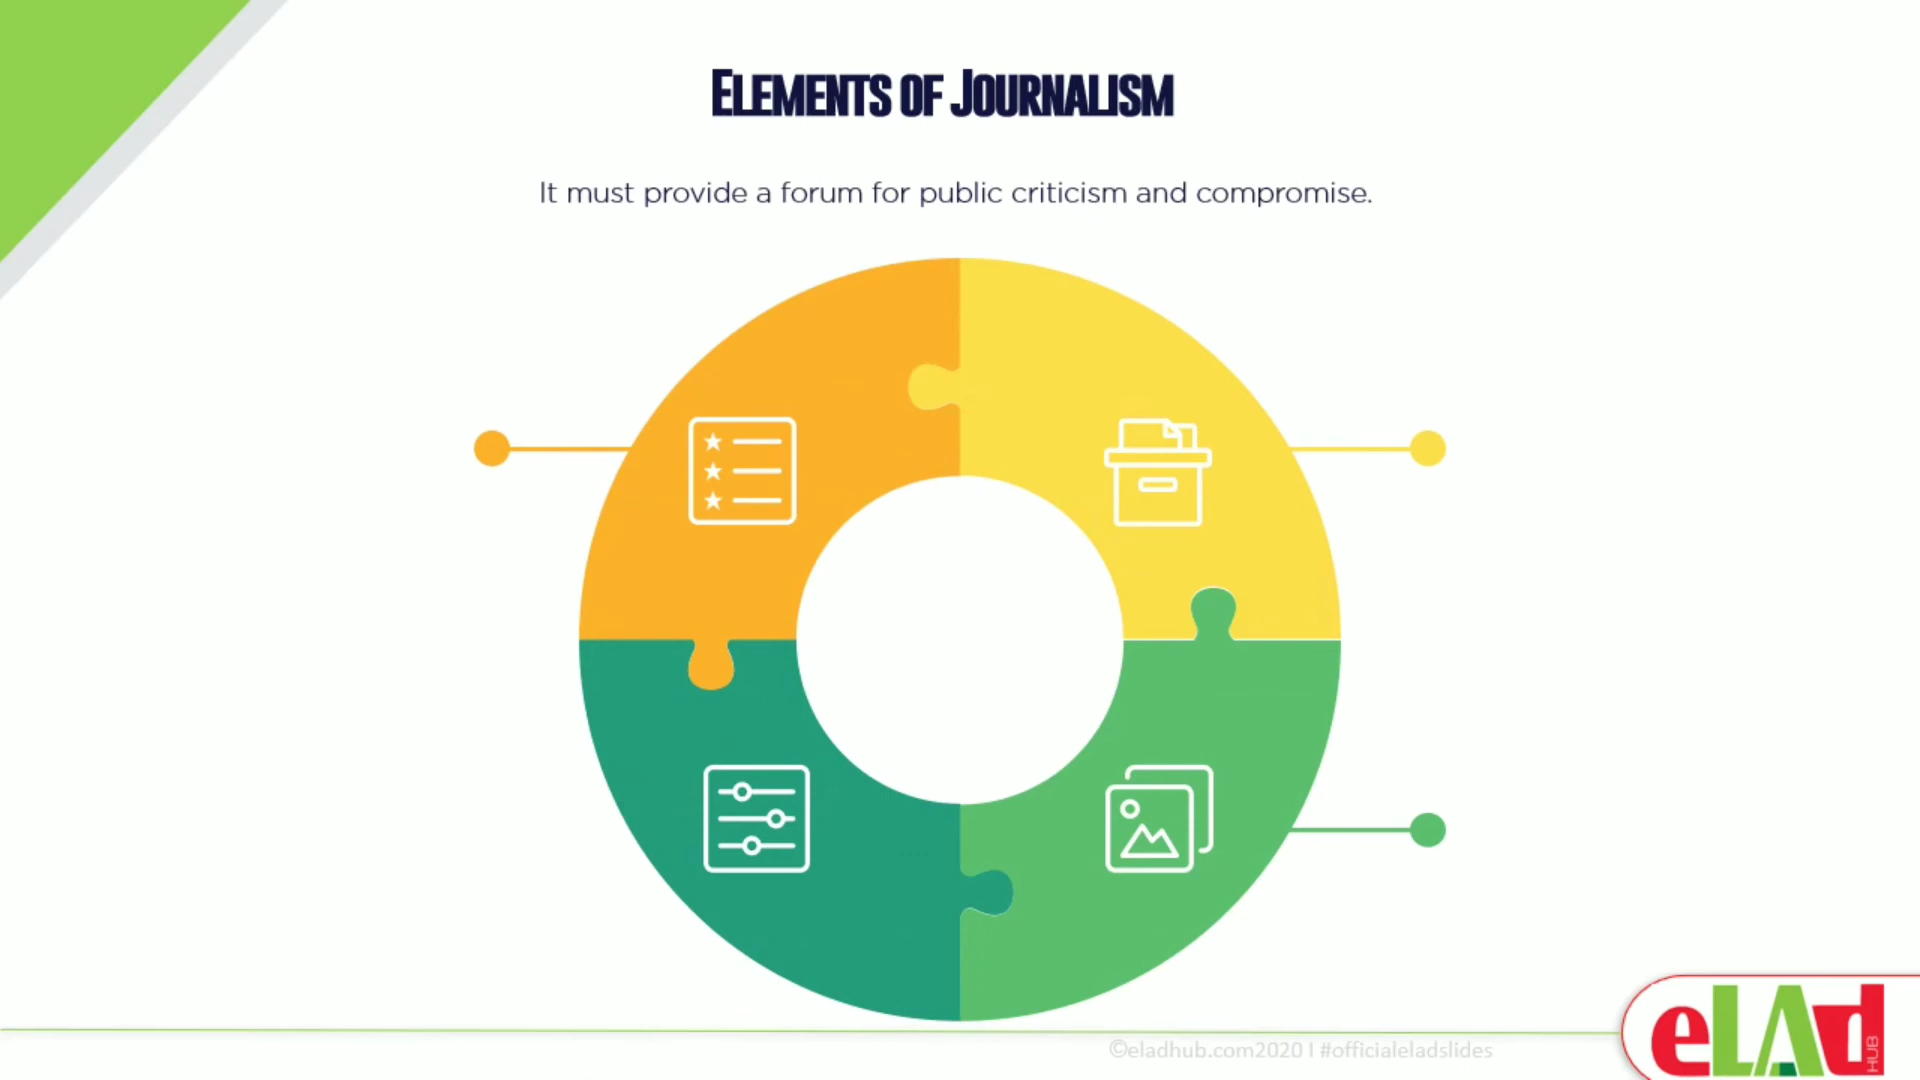 ELEMENTS OF JOURNALISM
It must provide a forum for public criticism and compromise.
©eladhub.com2020 I #officialeladslides
eLAd HUB